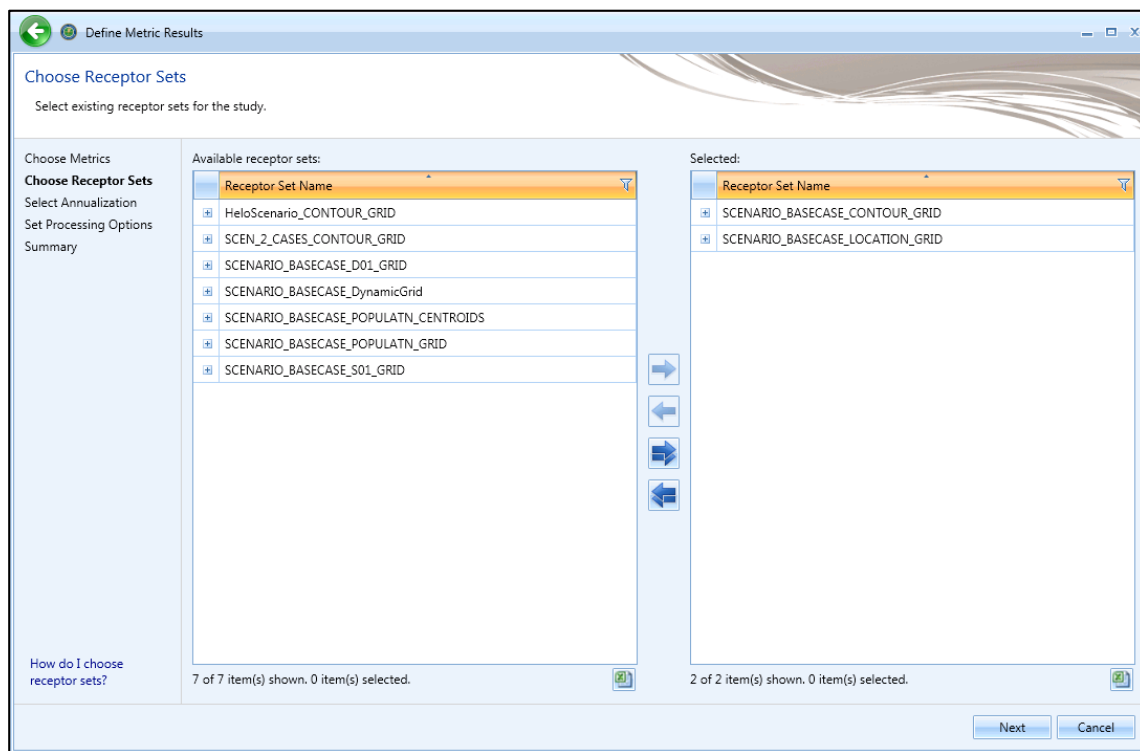 Define Metric Results
Choose Receptor Sets
Select existing receptor sets for the study.
Choose Metrics
Choose Receptor Sets
Select Annualization
Set Processing Options
Summary
How do I choose
receptor sets?
Available receptor sets:
Receptor Set Name
HeloScenario_CONTOUR_GRID
SCEN_2_CASES_CONTOUR_GRID
SCENARIO_BASECASE_D01_GRID
SCENARIO_BASECASE_DynamicGrid
SCENARIO_BASECASE_POPULATN_CENTROIDS
SCENARIO_BASECASE_POPULATN_GRID
SCENARIO_BASECASE_S01_GRID
7 of 7 item(s) shown. 0 item(s) selected.
Selected:
Receptor Set Name
SCENARIO_BASECASE_CONTOUR_GRID
SCENARIO_BASECASE_LOCATION_GRID
2 of 2 item(s) shown. 0 item(s) selected.
Next
Cancel